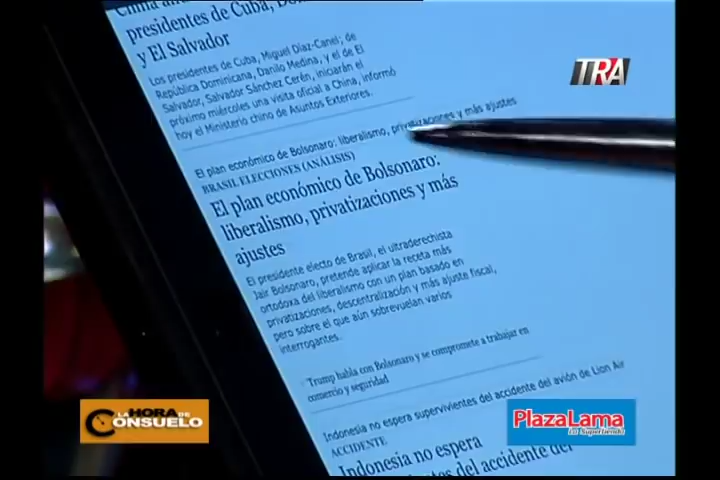 presidentes de Cuba,
y El Salvador
Los presidentes de Cuba, Miguel Díaz-Canel; de
República Dominicana, Danilo Medina, y el de El
Salvador, Salvador Sánchez Cerén, iniciarán el
próximo miércoles una visita oficial a China, informó
hoy el Ministerio chino de Asuntos Exteriores.
TRA
El plan económico de Bolsonaro: liberalismo, privatizaciones y más ajustes
BRASIL ELECCIONES (ANÁLISIS)
El plan económico de Bolsonaro:
liberalismo, privatizaciones y más
ajustes
El presidente electo de Brasil, el ultraderechista
Jair Bolsonaro, pretende aplicar la receta más
ortodoxa del liberalismo con un plan basado en
privatizaciones, descentralización y más ajuste fiscal,
pero sobre el que aún sobrevuelan varios
interrogantes.
Trump habla con Bolsonaro y se compromete a trabajar en
comercio y seguridad
Indonesia no espera supervivientes del accidente del avión de Lion Air
ACCIDENTE
Indonesia no espera
del accidente del
LA HORA DE
CONSUELO
PlazaLama